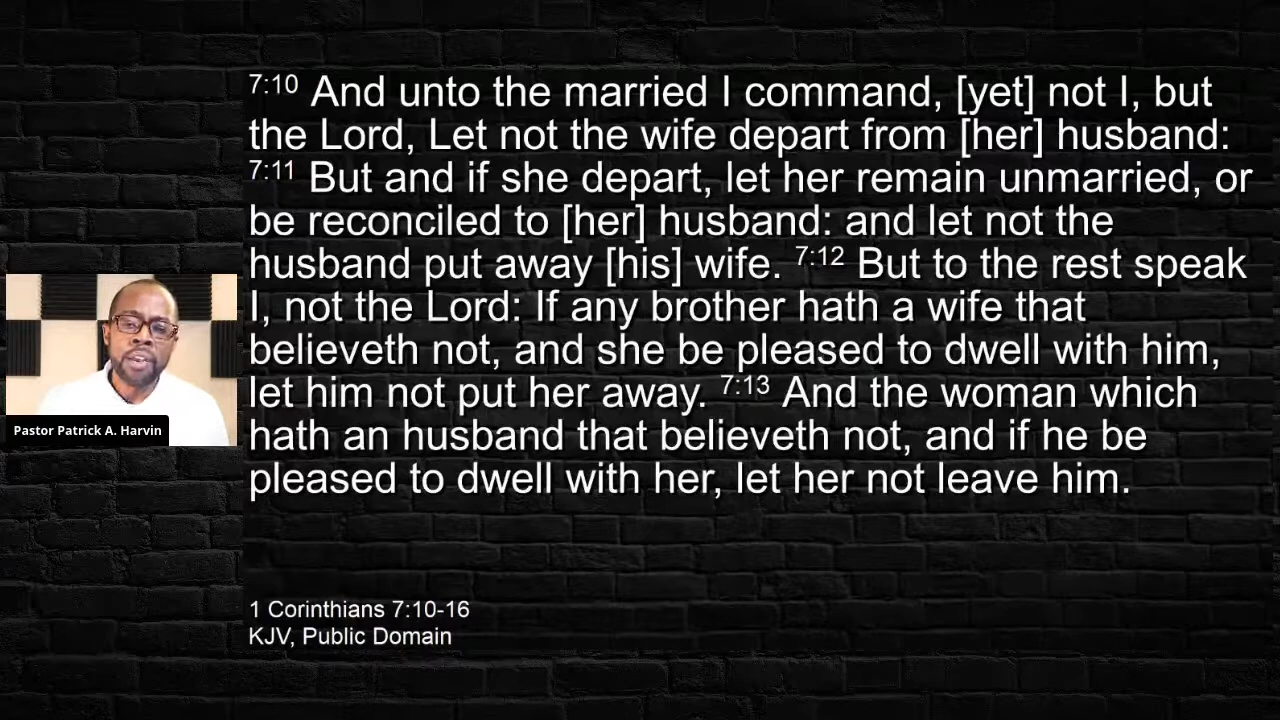 7:10 And unto the married I command, [yet] not I, but
the Lord, Let not the wife depart from [her] husband:
7:11 But and if she depart, let her remain unmarried, or
be reconciled to [her] husband: and let not the
husband put away [his] wife. 7:12 But to the rest speak
I, not the Lord: If any brother hath a wife that
believeth not, and she be pleased to dwell with him,
let him not put her away. 7:13 And the woman which
hath an husband that believeth not, and if he be
pleased to dwell with her, let her not leave him.
Pastor Patrick A. Harvin
1 Corinthians 7:10-16
KJV, Public Domain